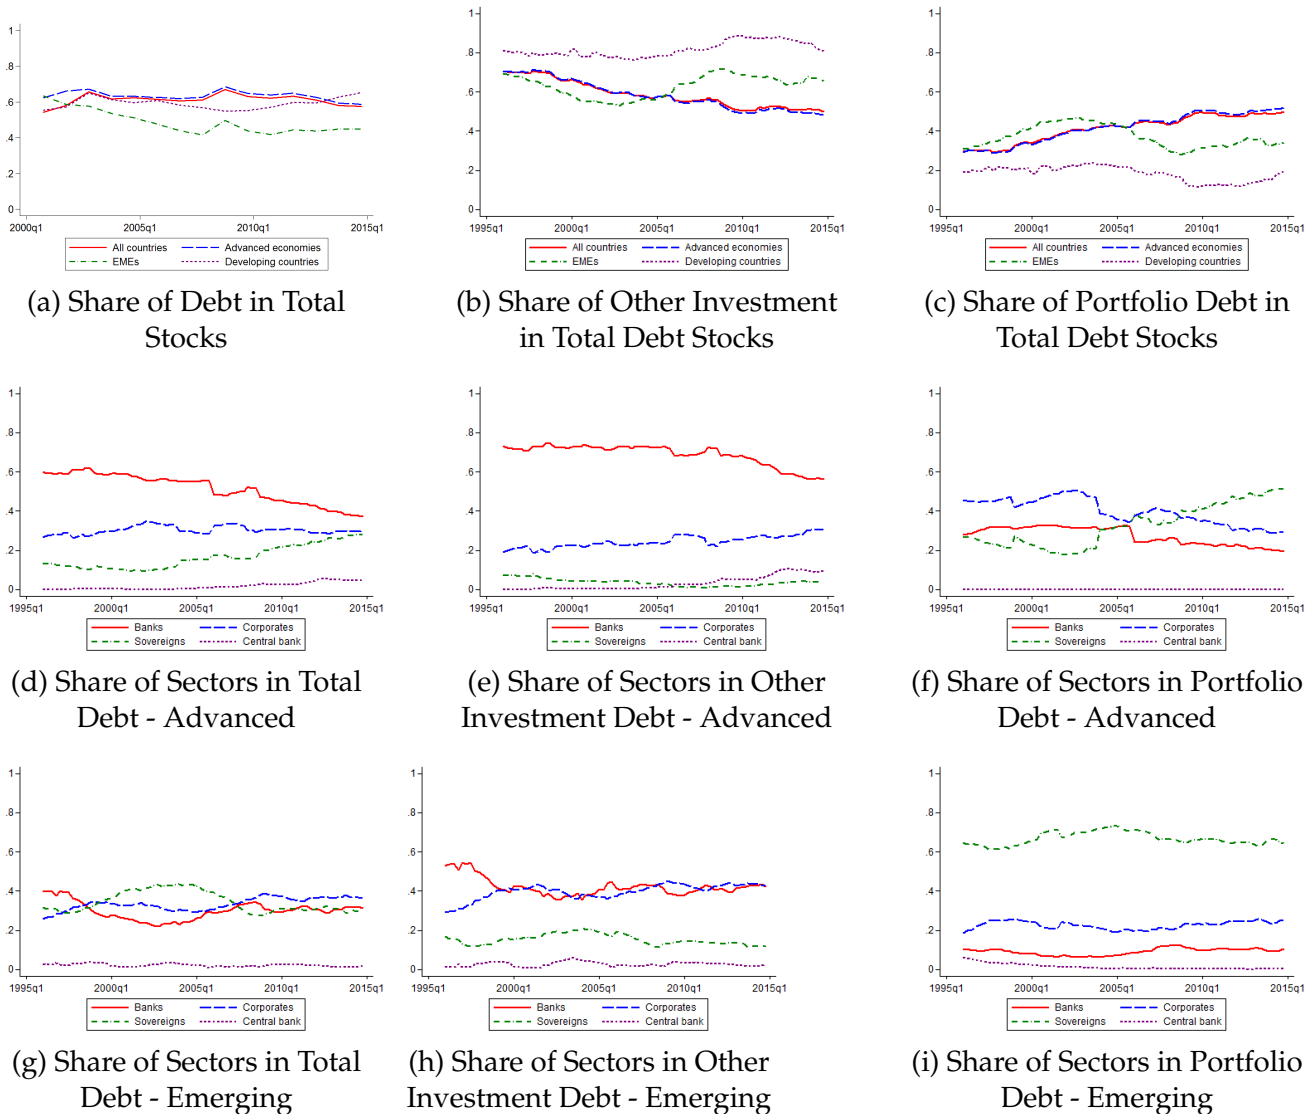 1
.8
.6
.4
.2
0
2000q1 2005q1 2010q1 2015q1
All countries Advanced economies
EMEs Developing countries
(a) Share of Debt in Total
Stocks
1
.8
.6
.4
.2
0
1995q1 2000q1 2005q1 2010q1 2015q1
All countries Advanced economies
EMEs Developing countries
(b) Share of Other Investment
in Total Debt Stocks
1
.8
.6
.4
.2
0
1995q1 2000q1 2005q1 2010q1 2015q1
All countries Advanced economies
EMEs Developing countries
(c) Share of Portfolio Debt in
Total Debt Stocks
1
.8
.6
.4
.2
0
1995q1 2000q1 2005q1 2010q1 2015q1
Banks Corporates
Sovereigns Central bank
(d) Share of Sectors in Total
Debt - Advanced
1
.8
.6
.4
.2
0
1995q1 2000q1 2005q1 2010q1 2015q1
Banks Corporates
Sovereigns Central bank
(e) Share of Sectors in Other
Investment Debt - Advanced
1
.8
.6
.4
.2
0
1995q1 2000q1 2005q1 2010q1 2015q1
Banks Corporates
Sovereigns Central bank
(f) Share of Sectors in Portfolio
Debt - Advanced
1
.8
.6
.4
.2
0
1995q1 2000q1 2005q1 2010q1 2015q1
Banks Corporates
Sovereigns Central bank
(g) Share of Sectors in Total
Debt - Emerging
1
.8
.6
.4
.2
0
1995q1 2000q1 2005q1 2010q1 2015q1
Banks Corporates
Sovereigns Central bank
(h) Share of Sectors in Other
Investment Debt - Emerging
1
.8
.6
.4
.2
0
1995q1 2000q1 2005q1 2010q1 2015q1
Banks Corporates
Sovereigns Central bank
(i) Share of Sectors in Portfolio
Debt - Emerging